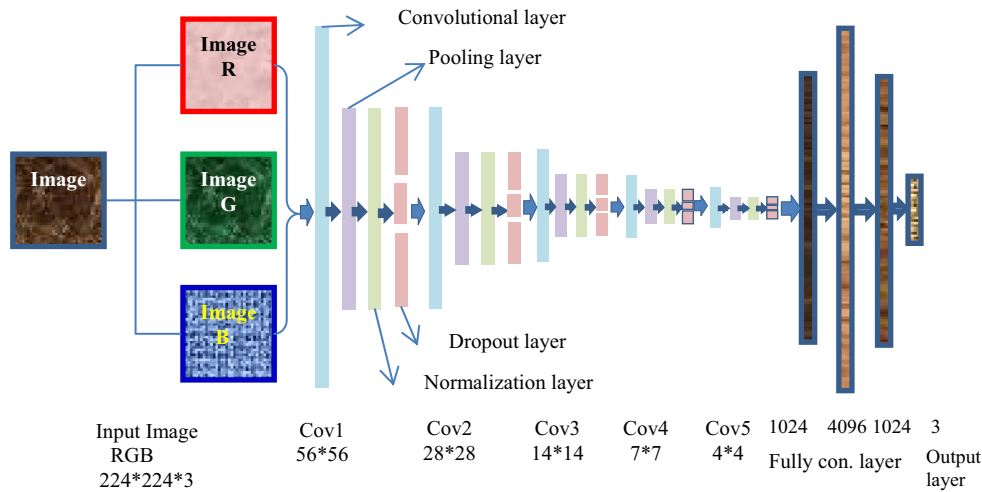 Convolutional layer
Pooling layer
Image
R
Image
Image
G
Image
B
Dropout layer
Normalization layer
Input Image
RGB
224*224*3
Cov1
56*56
Cov2
28*28
Cov3
14*14
Cov4
7*7
Cov5
4*4
1024 4096 1024 3
Fully con. layer
Output
layer